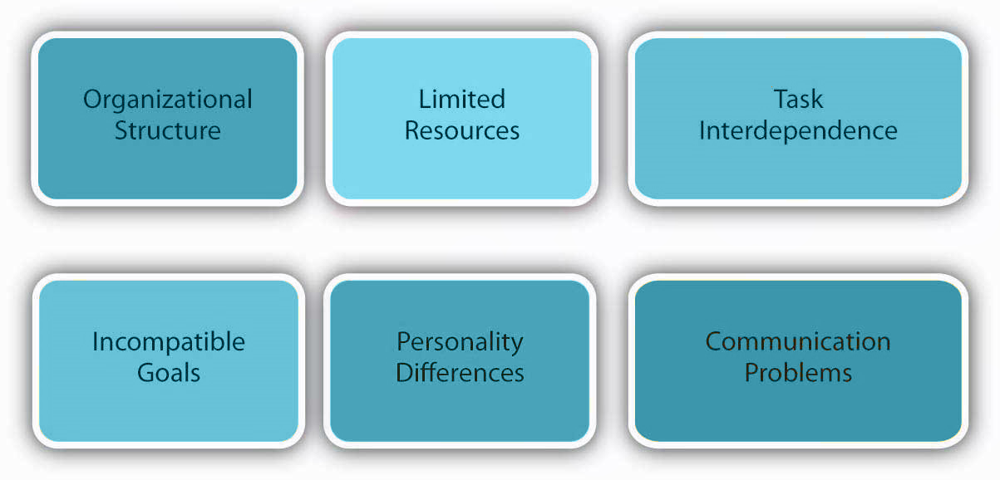 Organizational
Structure
Limited
Resources
Task
Interdependence
Incompatible
Goals
Personality
Differences
Communication
Problems